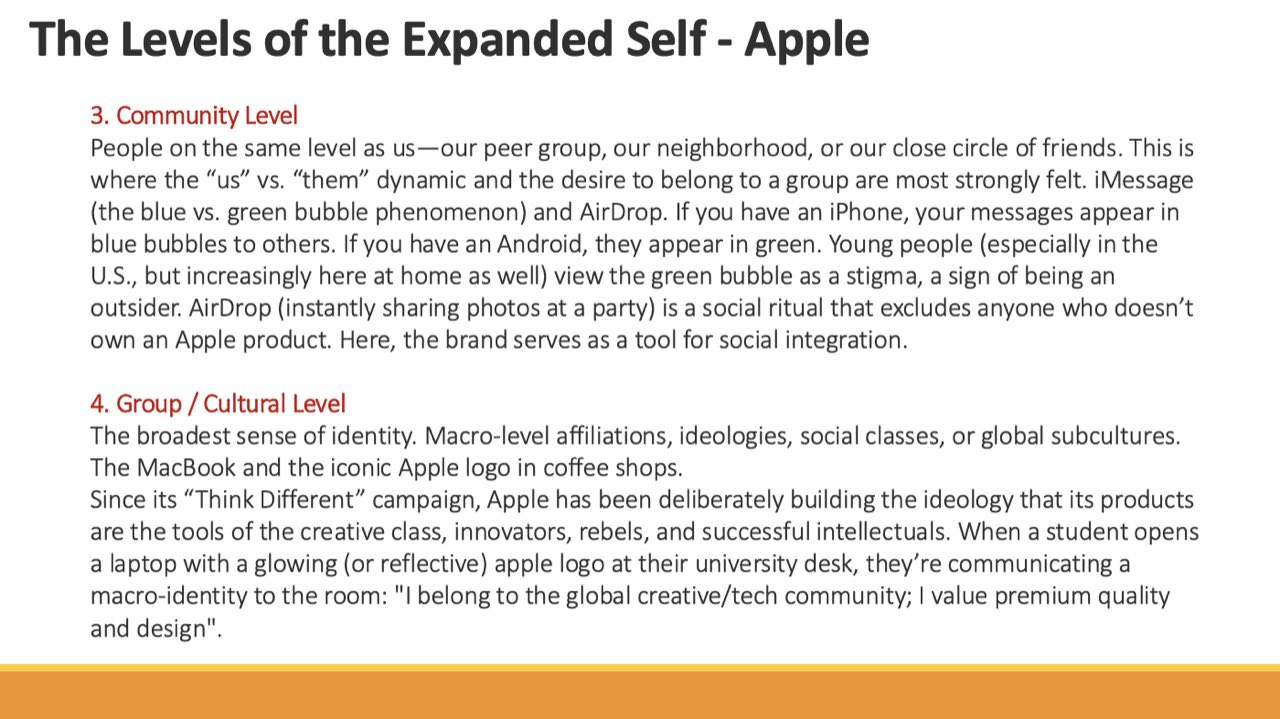 The Levels of the Expanded Self - Apple
3. Community Level
People on the same level as us—our peer group, our neighborhood, or our close circle of friends. This is
where the “us” vs. “them” dynamic and the desire to belong to a group are most strongly felt. iMessage
(the blue vs. green bubble phenomenon) and AirDrop. If you have an iPhone, your messages appear in
blue bubbles to others. If you have an Android, they appear in green. Young people (especially in the
U.S., but increasingly here at home as well) view the green bubble as a stigma, a sign of being an
outsider. AirDrop (instantly sharing photos at a party) is a social ritual that excludes anyone who doesn’t
own an Apple product. Here, the brand serves as a tool for social integration.
4. Group / Cultural Level
The broadest sense of identity. Macro-level affiliations, ideologies, social classes, or global subcultures.
The MacBook and the iconic Apple logo in coffee shops.
Since its “Think Different” campaign, Apple has been deliberately building the ideology that its products
are the tools of the creative class, innovators, rebels, and successful intellectuals. When a student opens
a laptop with a glowing (or reflective) apple logo at their university desk, they’re communicating a
macro-identity to the room: "I belong to the global creative/tech community; I value premium quality
and design".